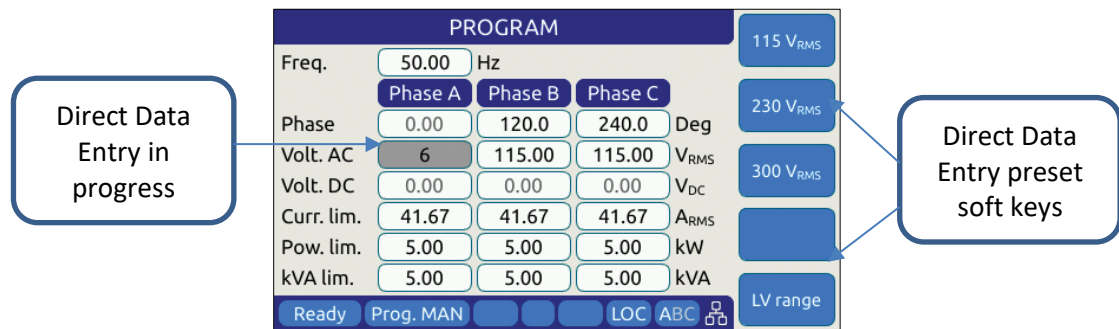 PROGRAM
115 VRMS
Freq. 50.00 Hz
Phase A Phase B Phase C
230 VRMS
Direct Data
Entry in
progress
Phase 0.00 120.0 240.0 Deg
Volt. AC 6 115.00 115.00 VRMS
Volt. DC 0.00 0.00 0.00 VDC
Curr. lim. 41.67 41.67 41.67 ARMS
Pow. lim. 5.00 5.00 5.00 kW
kVA lim. 5.00 5.00 5.00 kVA
300 VRMS
Direct Data
Entry preset
soft keys
LV range
Ready Prog. MAN LOC ABC